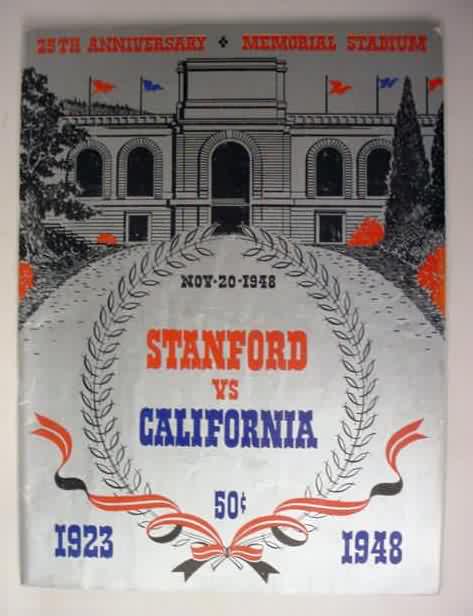 25TH ANNIVERSARY ✣ MEMORIAL STADIUM
NOV-20-1948
STANFORD
VS
CALIFORNIA
50¢
1923
1948